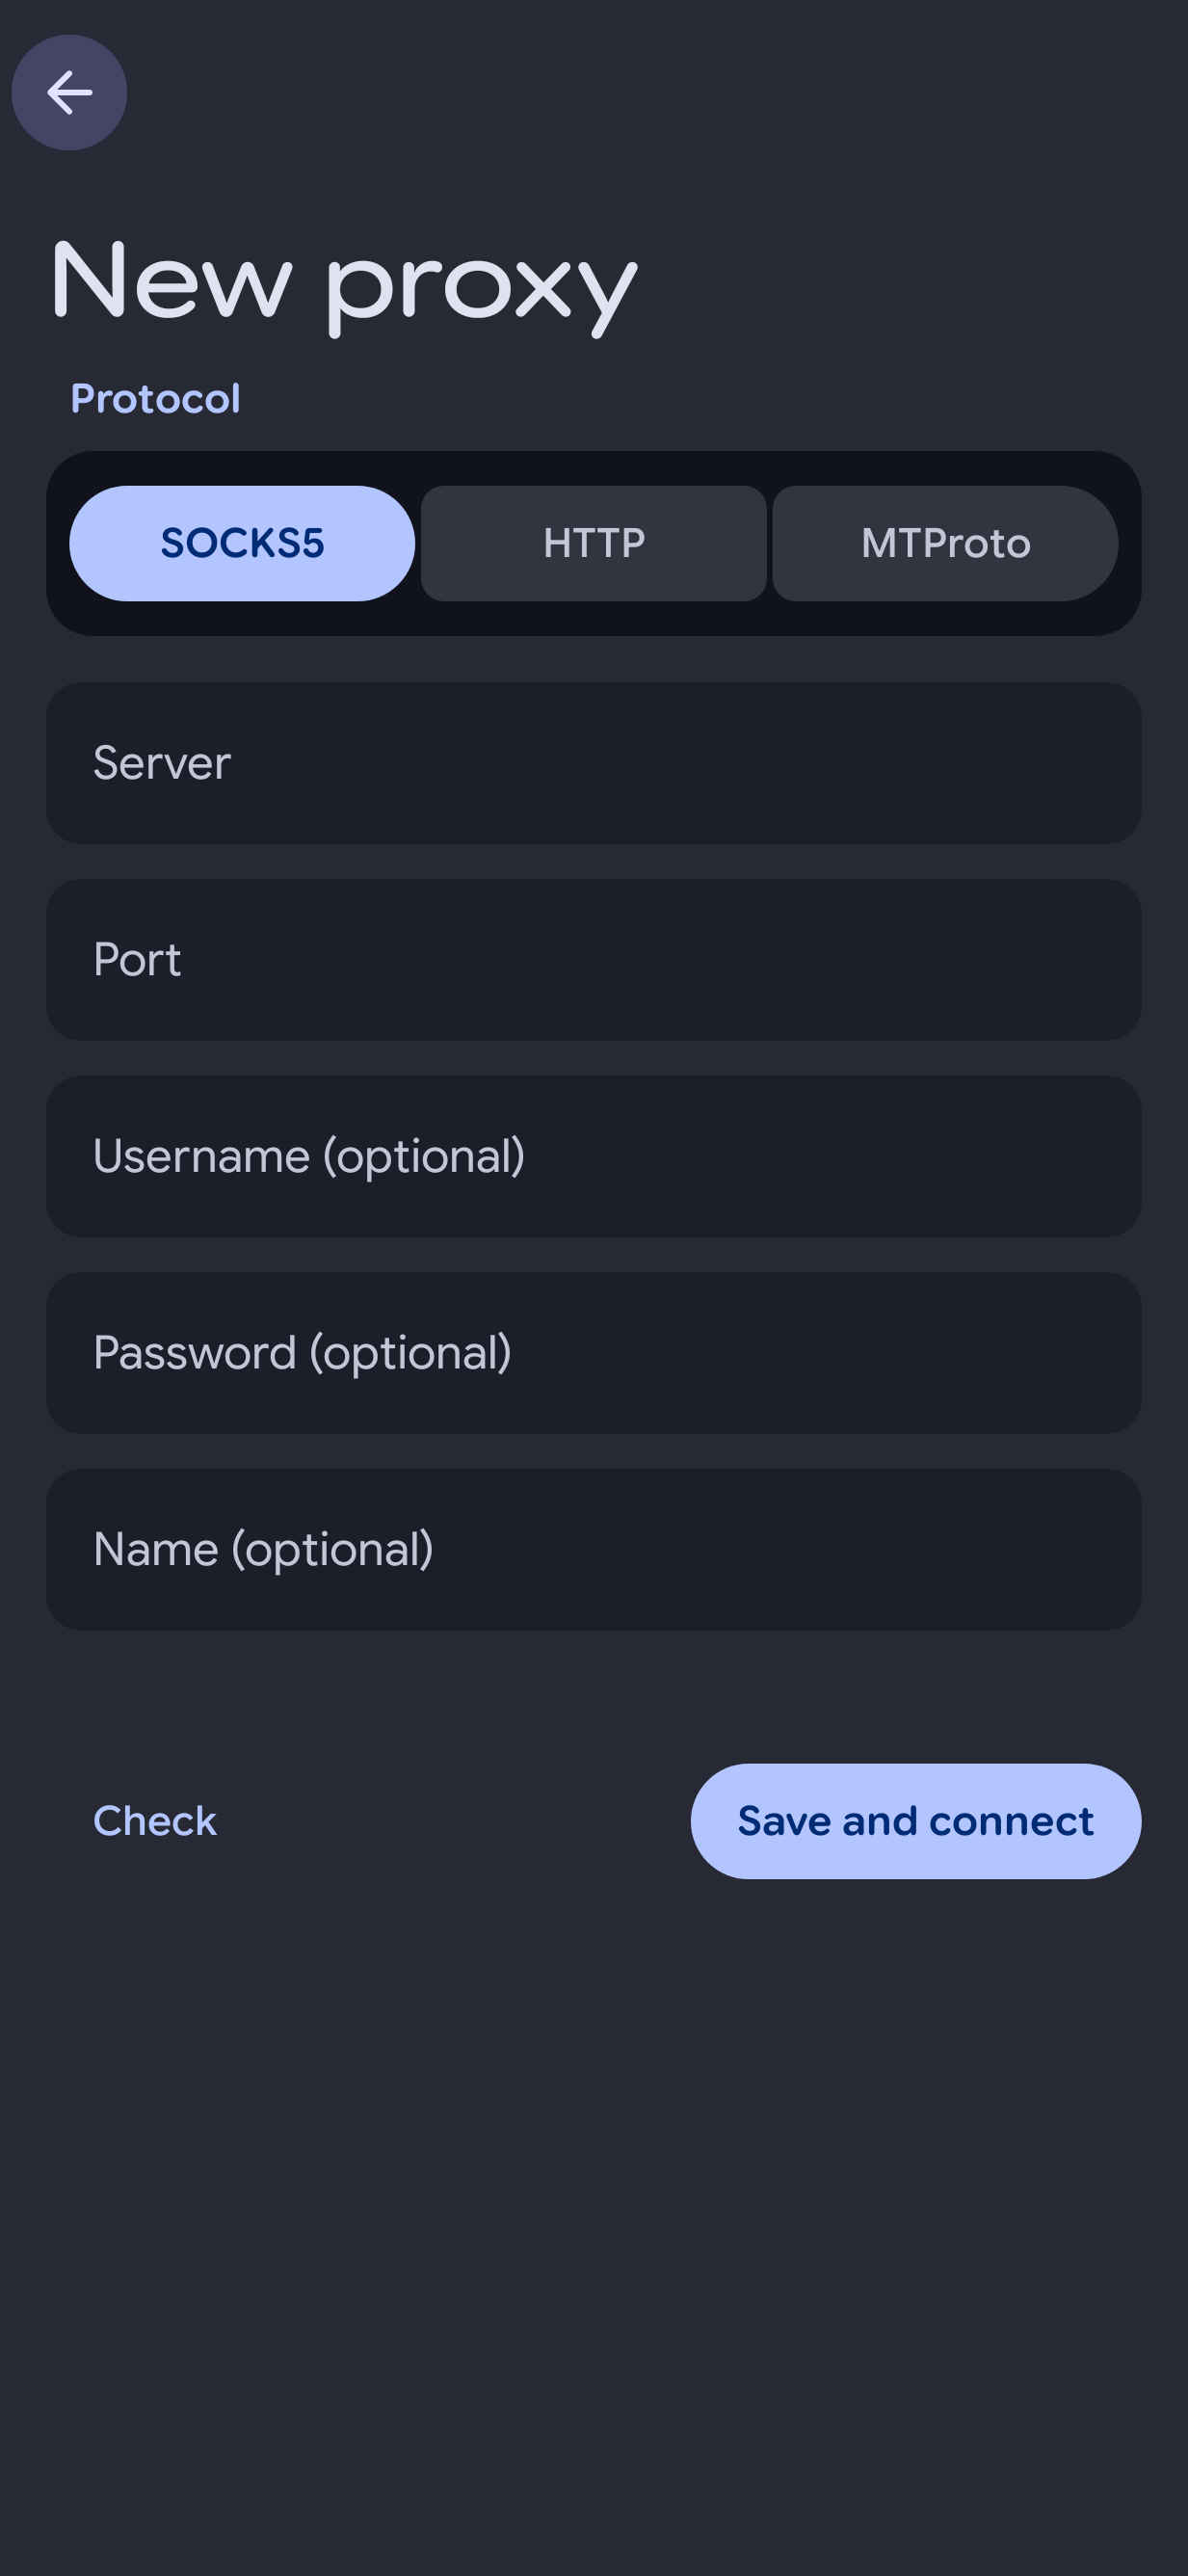 New proxy
Protocol
SOCKS5 HTTP MTProto
Server
Port
Username (optional)
Password (optional)
Name (optional)
Check Save and connect